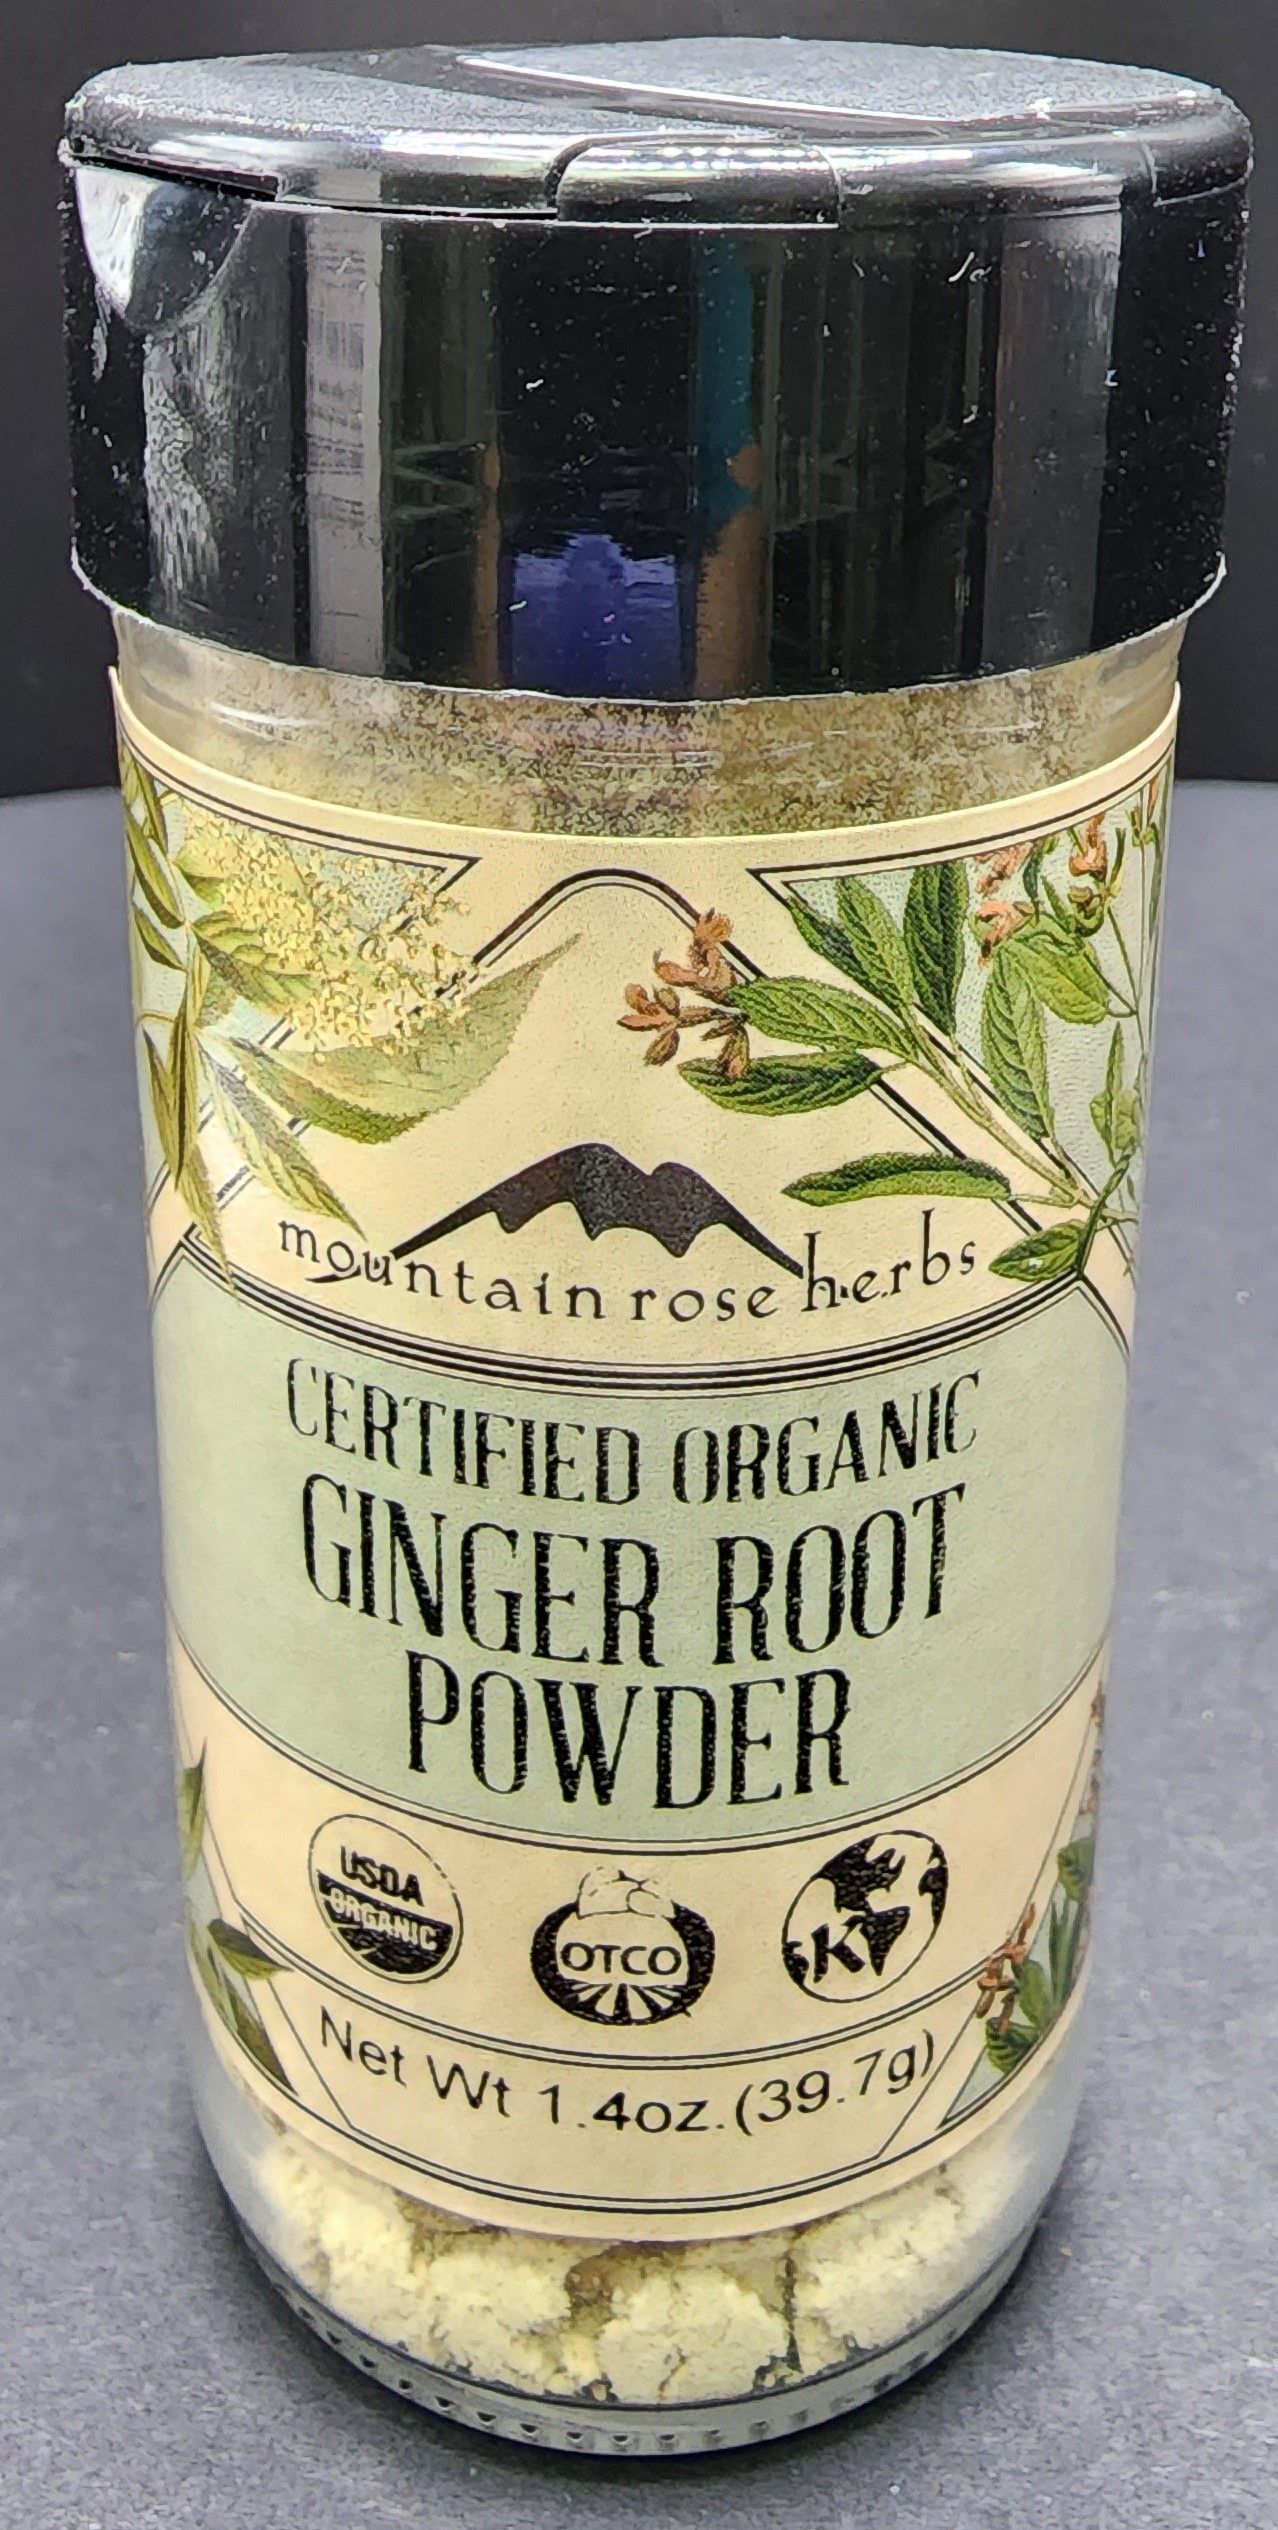 mountain rose herbs
CERTIFIED ORGANIC
GINGER ROOT
POWDER
USDA
ORGANIC
OTCO
K
Net Wt 1.4oz.(39.7g)